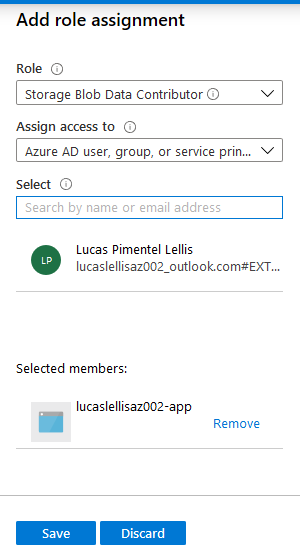 Add role assignment
Role
Storage Blob Data Contributor
Assign access to
Azure AD user, group, or service prin...
Select
Search by name or email address
LP
Lucas Pimentel Lellis
lucaslellisaz002_outlook.com#EXT...
Selected members:
lucaslellisaz002-app
Remove
Save Discard